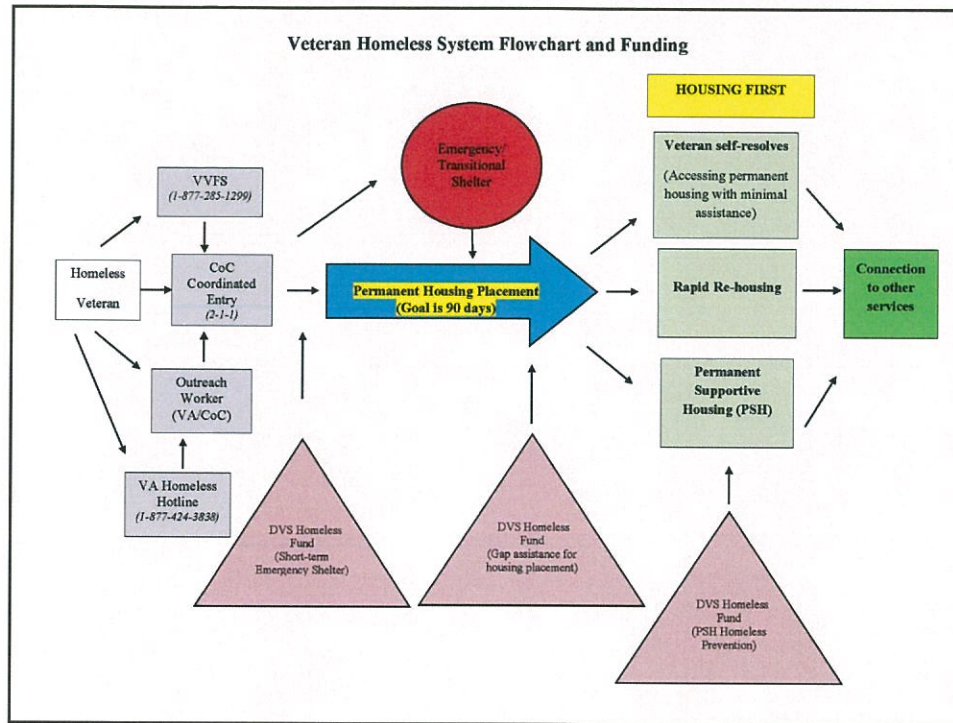 Veteran Homeless System Flowchart and Funding
HOUSING FIRST
Emergency/
Transitional
Shelter
Veteran self-resolves
(Accessing permanent
housing with minimal
assistance)
VVFS
(1-877-285-1299)
Homeless
Veteran
CoC
Coordinated
Entry
(2-1-1)
Permanent Housing Placement
(Goal is 90 days)
Rapid Re-housing
Connection
to other
services
Outreach
Worker
(VA/CoC)
Permanent
Supportive
Housing (PSH)
VA Homeless
Hotline
(1-877-424-3838)
DVS Homeless
Fund
(Short-term
Emergency Shelter)
DVS Homeless
Fund
(Gap assistance for
housing placement)
DVS Homeless
Fund
(PSH Homeless
Prevention)